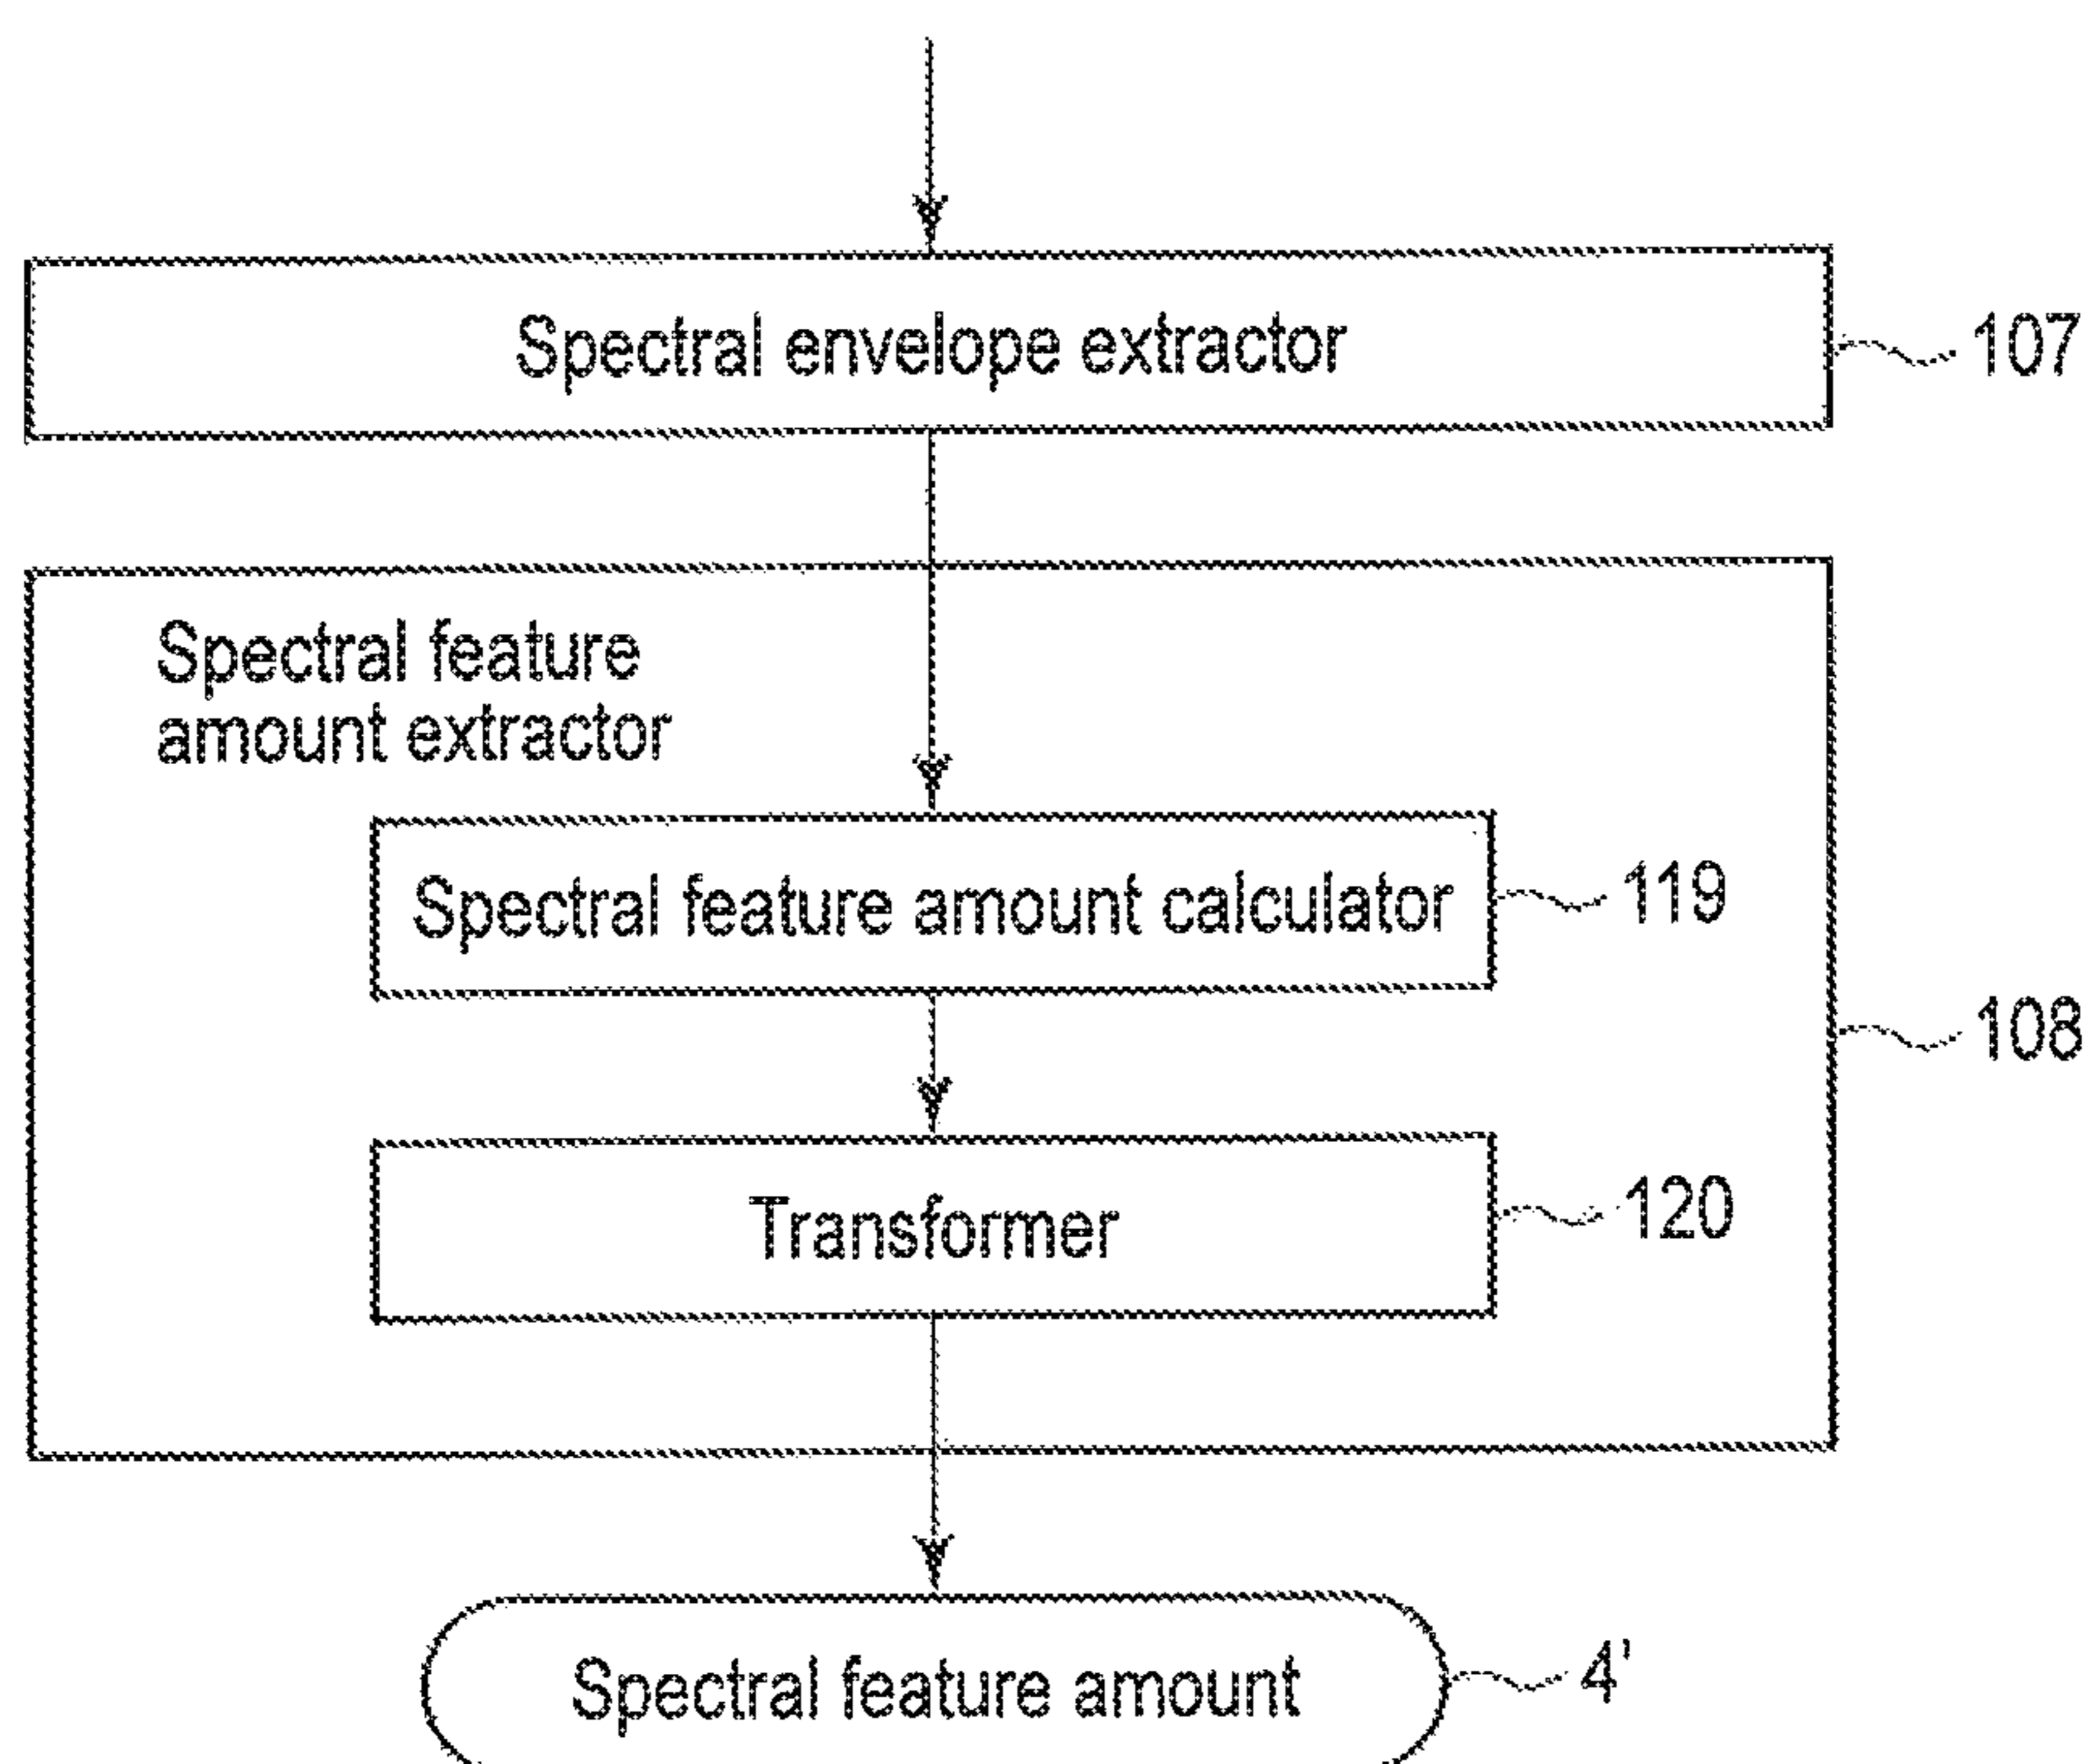 Spectral envelope extractor
107
Spectral feature
amount extractor
Spectral feature amount calculator
119
108
Transformer
120
Spectral feature amount
4'